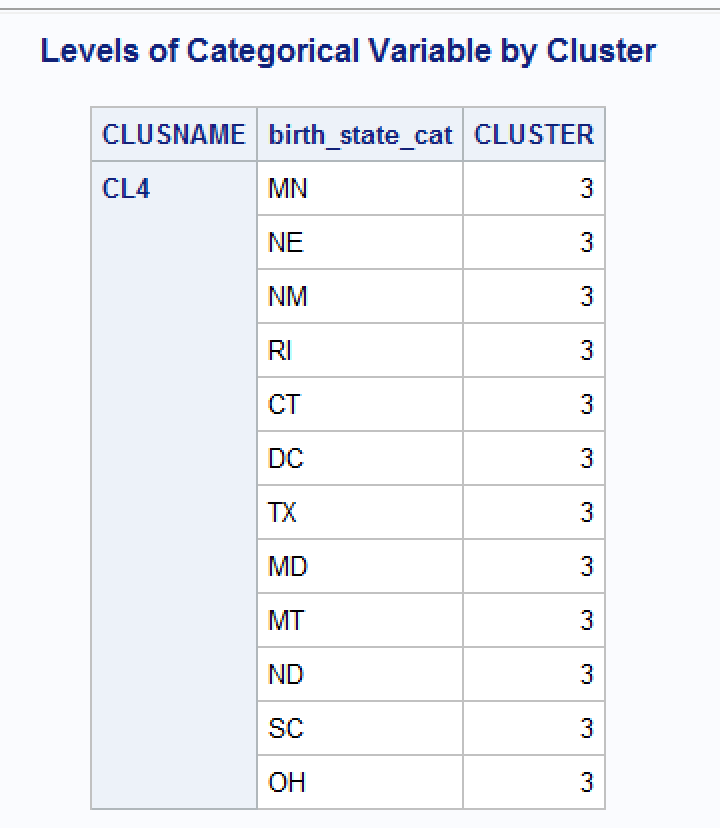 Levels of Categorical Variable by Cluster
CLUSNAME birth_state_cat CLUSTER
CL4 MN 3
NE 3
NM 3
RI 3
CT 3
DC 3
TX 3
MD 3
MT 3
ND 3
SC 3
OH 3